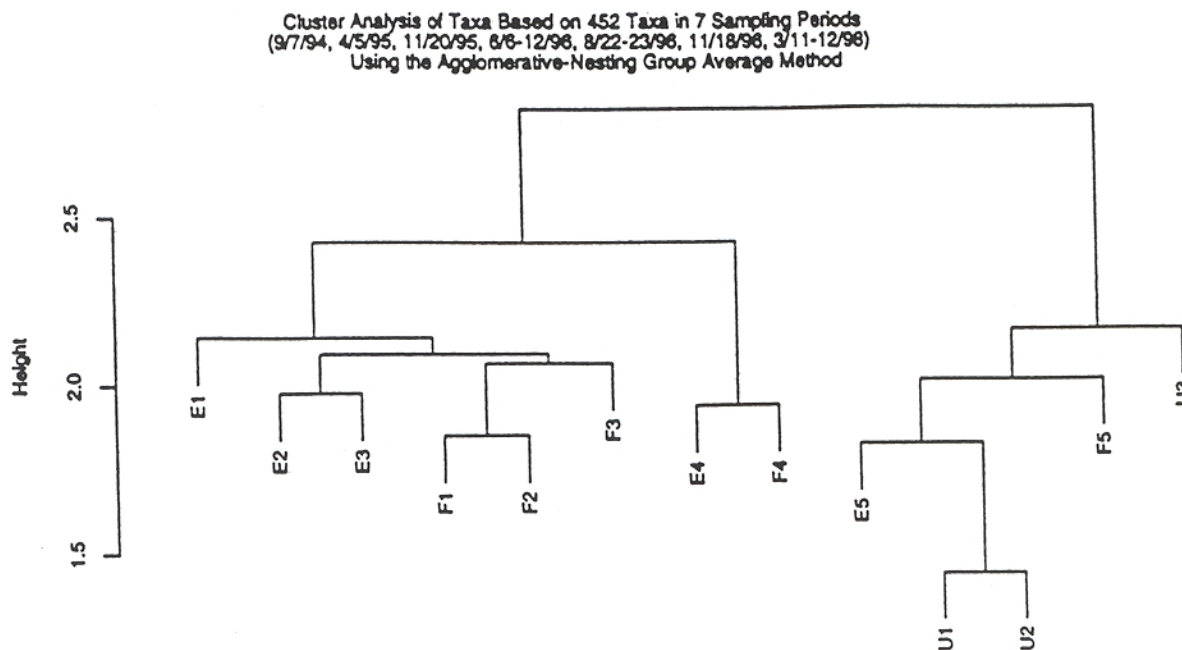 Cluster Analysis of Taxa Based on 452 Taxa in 7 Sampling Periods
(9/7/94, 4/5/95, 11/20/95, 6/6-12/96, 8/22-23/96, 11/18/96, 3/11-12/98)
Using the Agglomerative-Nesting Group Average Method
Height
2.5
2.0
1.5
E1
E2
E3
F1
F2
F3
E4
F4
E5
U1
U2
F5